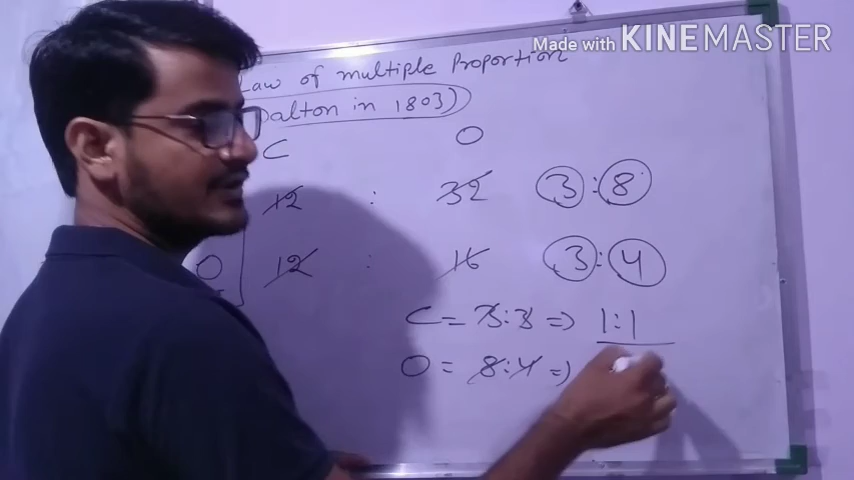 Made with KINEMASTER
Law of multiple Proportion
Dalton in 1803)
C O
12 : 32 3:8
O 12 : 16 3:4
C = 3:3 => 1:1
O = 8:4 =>